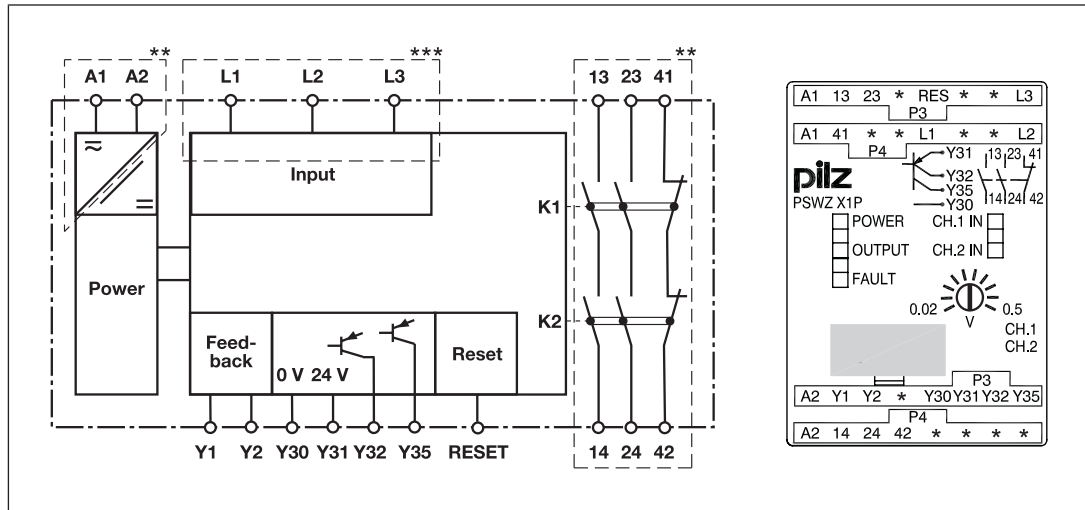 ** *** **
A1 A2 L1 L2 L3 13 23 41
Input
K1
Power
K2
Feed-
back
0 V 24 V
Reset
Y1 Y2 Y30 Y31 Y32 Y35 RESET 14 24 42
A1 13 23 * RES * * L3
P3
A1 41 * * L1 * * L2
P4
pilz
PSWZ X1P
Y31
Y32
Y35
Y30
13 23 41
14 24 42
POWER CH.1 IN
OUTPUT CH.2 IN
FAULT
0.02 0.5
V
CH.1
CH.2
P3
A2 Y1 Y2 * Y30 Y31 Y32 Y35
P4
A2 14 24 42 * * * *